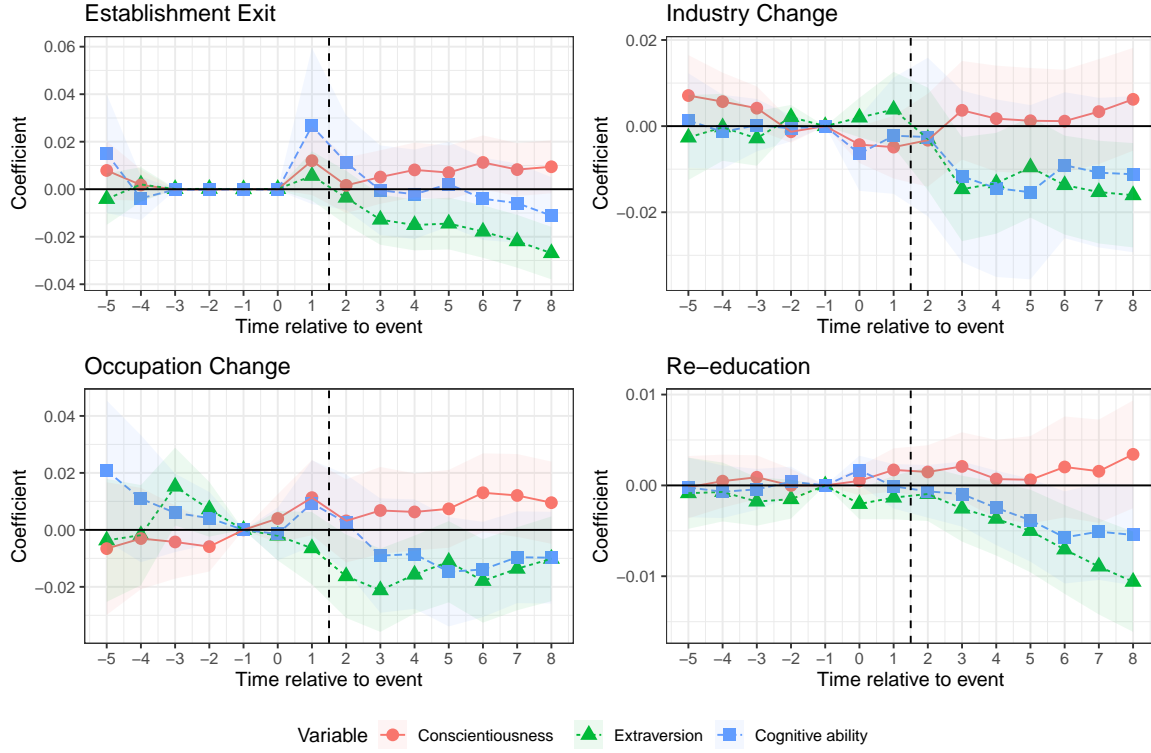 Establishment Exit
0.06
0.04
0.02
0.00
−0.02
−0.04
Coefficient
−5 −4 −3 −2 −1 0 1 2 3 4 5 6 7 8
Time relative to event
Industry Change
0.02
0.00
−0.02
Coefficient
−5 −4 −3 −2 −1 0 1 2 3 4 5 6 7 8
Time relative to event
Occupation Change
0.04
0.02
0.00
−0.02
Coefficient
−5 −4 −3 −2 −1 0 1 2 3 4 5 6 7 8
Time relative to event
Re−education
0.01
0.00
−0.01
Coefficient
−5 −4 −3 −2 −1 0 1 2 3 4 5 6 7 8
Time relative to event
Variable Conscientiousness Extraversion Cognitive ability